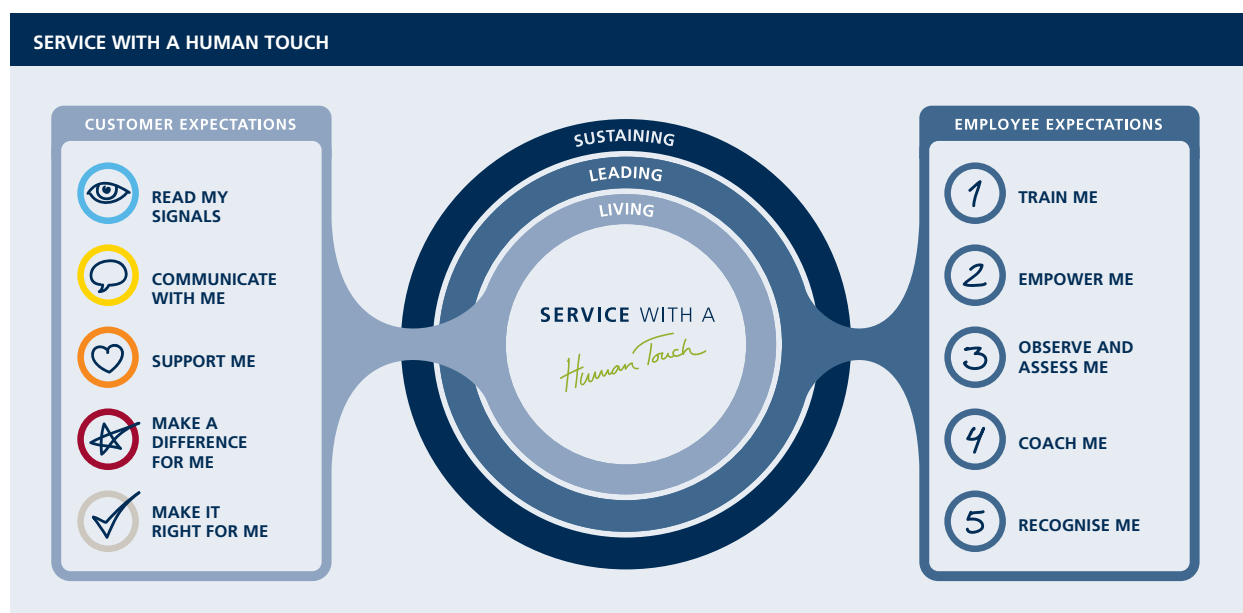 SERVICE WITH A HUMAN TOUCH
CUSTOMER EXPECTATIONS
READ MY
SIGNALS
COMMUNICATE
WITH ME
SUPPORT ME
MAKE A
DIFFERENCE
FOR ME
MAKE IT
RIGHT FOR ME
SUSTAINING
LEADING
LIVING
SERVICE WITH A
Human Touch
EMPLOYEE EXPECTATIONS
1 TRAIN ME
2 EMPOWER ME
3 OBSERVE AND
ASSESS ME
4 COACH ME
5 RECOGNISE ME